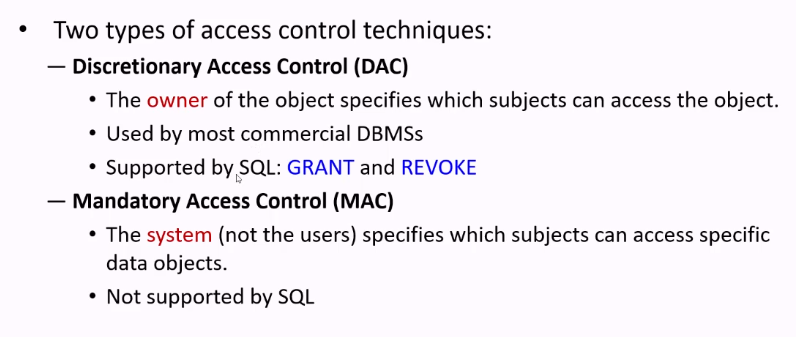 • Two types of access control techniques:
— Discretionary Access Control (DAC)
• The owner of the object specifies which subjects can access the object.
• Used by most commercial DBMSs
• Supported by SQL: GRANT and REVOKE
— Mandatory Access Control (MAC)
• The system (not the users) specifies which subjects can access specific
data objects.
• Not supported by SQL